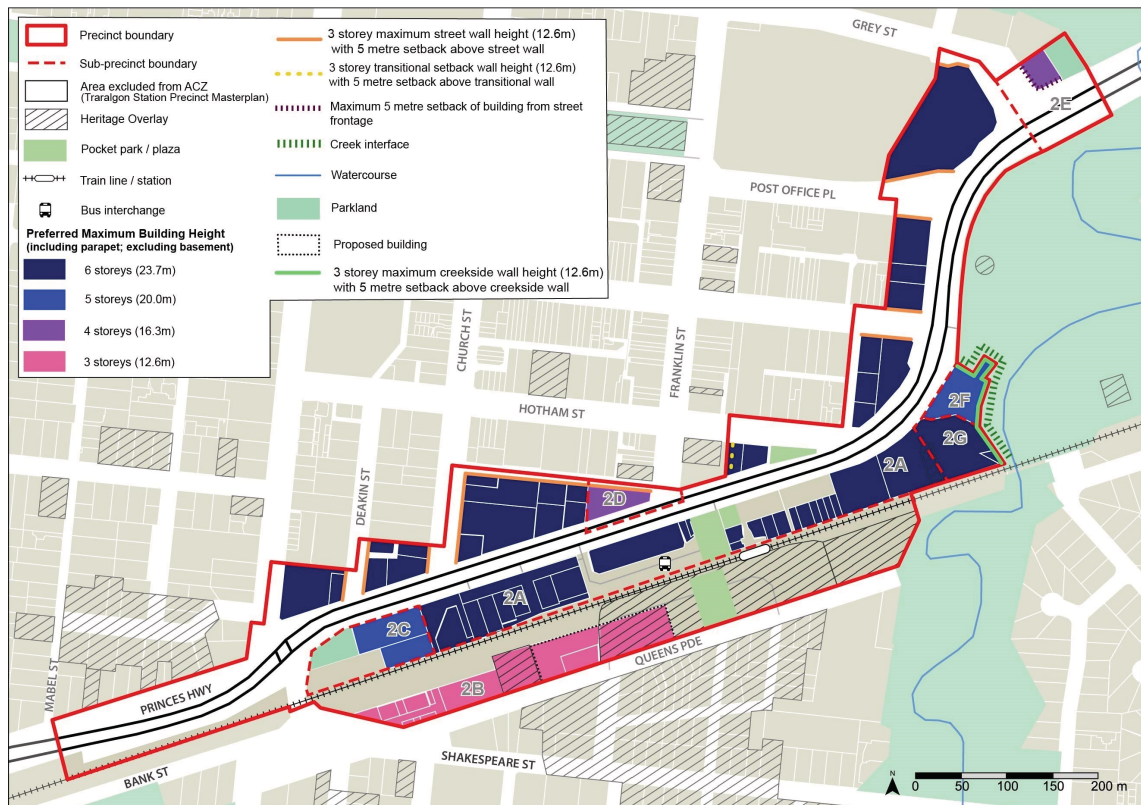 Precinct boundary
Sub-precinct boundary
Area excluded from ACZ
(Traralgon Station Precinct Masterplan)
Heritage Overlay
Pocket park / plaza
Train line / station
Bus interchange
Preferred Maximum Building Height
(including parapet; excluding basement)
6 storeys (23.7m)
5 storeys (20.0m)
4 storeys (16.3m)
3 storeys (12.6m)
3 storey maximum street wall height (12.6m)
with 5 metre setback above street wall
3 storey transitional setback wall height (12.6m)
with 5 metre setback above transitional wall
Maximum 5 metre setback of building from street
frontage
Creek interface
Watercourse
Parkland
Proposed building
3 storey maximum creekside wall height (12.6m)
with 5 metre setback above creekside wall
GREY ST
2E
POST OFFICE PL
CHURCH ST
FRANKLIN ST
HOTHAM ST
2F
2G
2A
DEAKIN ST
2D
2A
2C
QUEENS PDE
2B
MABEL ST
PRINCES HWY
SHAKESPEARE ST
BANK ST
N
0 50 100 150 200 m